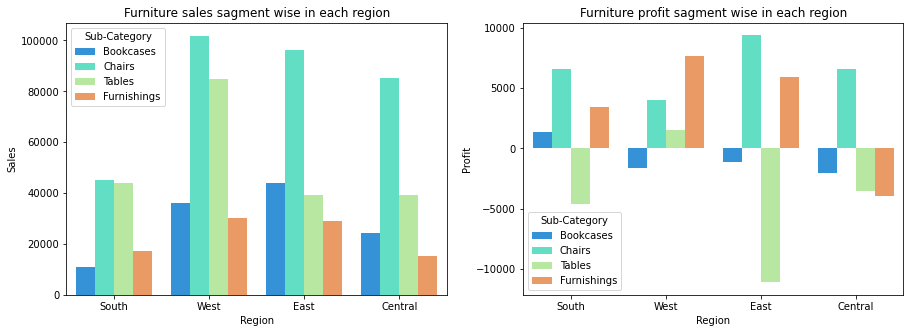 Furniture sales sagment wise in each region
Sales
100000
80000
60000
40000
20000
0
Sub-Category
Bookcases
Chairs
Tables
Furnishings
South West East Central
Region
Furniture profit sagment wise in each region
Profit
10000
5000
0
−5000
−10000
Sub-Category
Bookcases
Chairs
Tables
Furnishings
South West East Central
Region